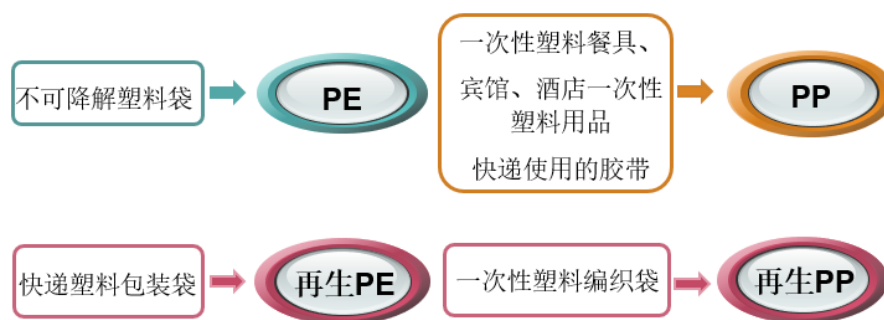 不可降解塑料袋
PE
一次性塑料餐具、
宾馆、酒店一次性
塑料用品
快递使用的胶带
PP
快递塑料包装袋
再生PE
一次性塑料编织袋
再生PP